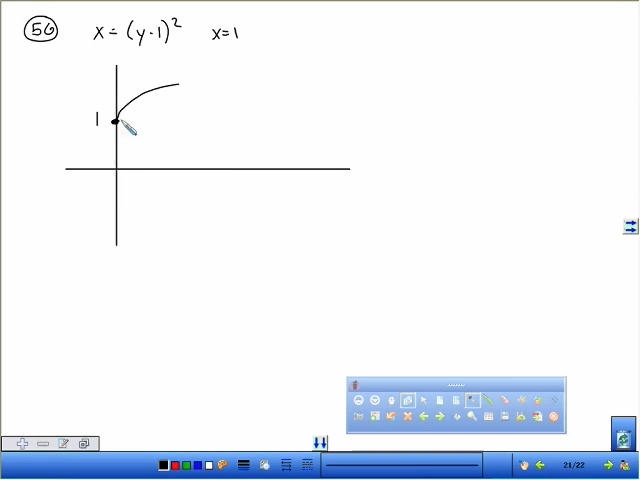 56 x = (y - 1)² x = 1
1
21/22